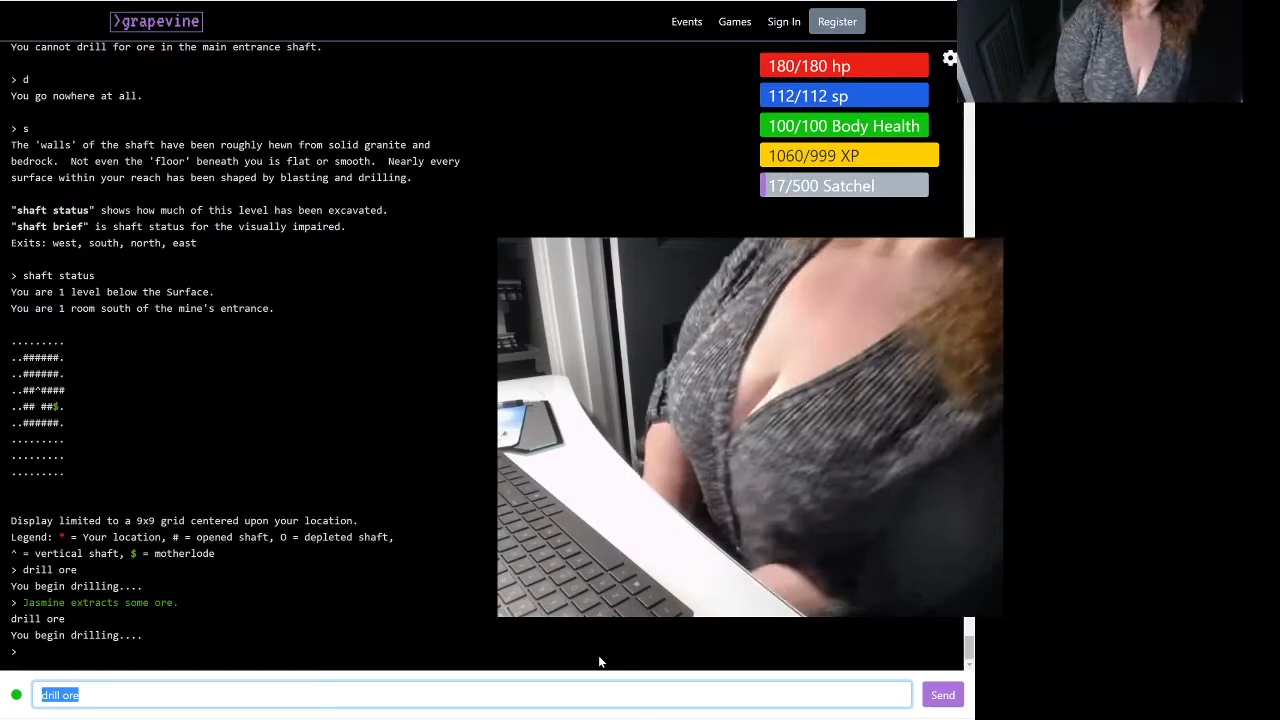 >grapevine
Events Games Sign In Register
You cannot drill for ore in the main entrance shaft.
> d
You go nowhere at all.
> s
The 'walls' of the shaft have been roughly hewn from solid granite and
bedrock.  Not even the 'floor' beneath you is flat or smooth.  Nearly every
surface within your reach has been shaped by blasting and drilling.
"shaft status" shows how much of this level has been excavated.
"shaft brief" is shaft status for the visually impaired.
Exits: west, south, north, east
> shaft status
You are 1 level below the Surface.
You are 1 room south of the mine's entrance.
.........
..######.
..######.
..##^####
..## ##$.
..######.
.........
.........
.........
Display limited to a 9x9 grid centered upon your location.
Legend: * = Your location, # = opened shaft, O = depleted shaft,
^ = vertical shaft, $ = motherlode
> drill ore
You begin drilling....
> Jasmine extracts some ore.
drill ore
You begin drilling....
>
180/180 hp
112/112 sp
100/100 Body Health
1060/999 XP
17/500 Satchel
drill ore
Send